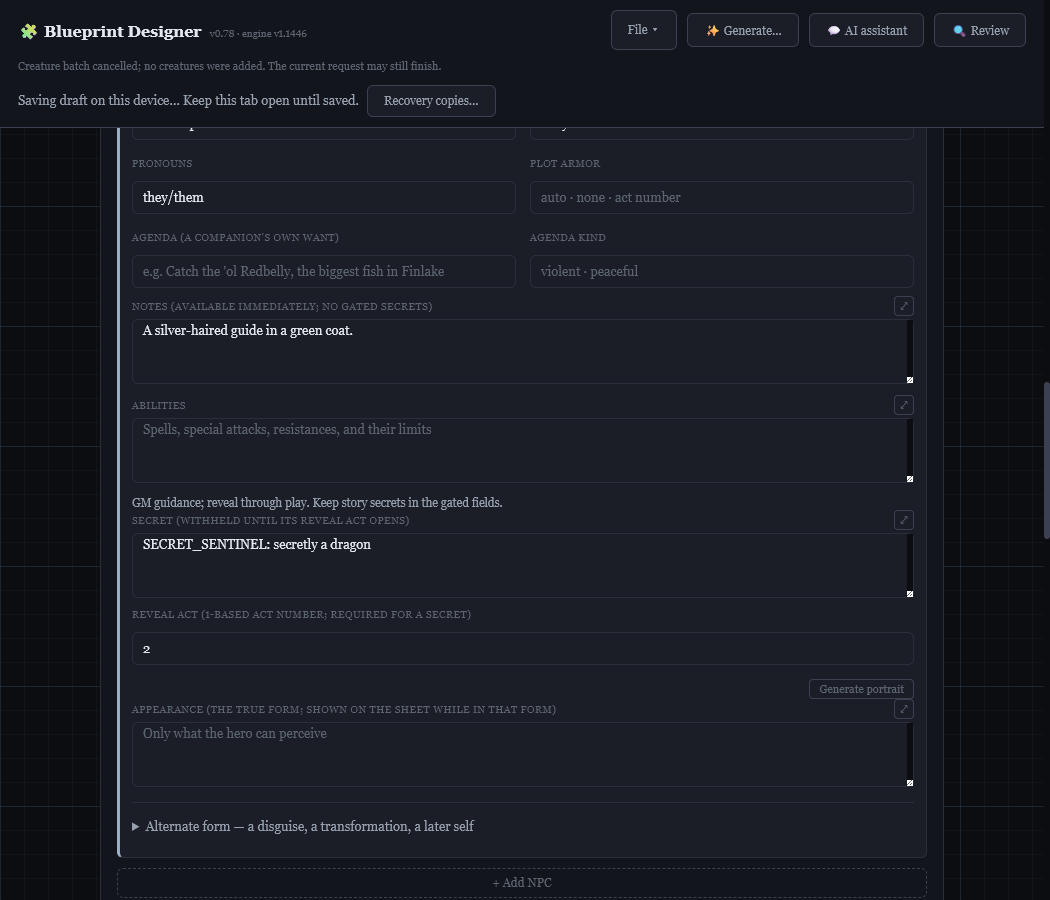 Blueprint Designer v0.78 · engine v1.1446
File ▾
Generate...
AI assistant
Review
Creature batch cancelled; no creatures were added. The current request may still finish.
Saving draft on this device... Keep this tab open until saved.
Recovery copies...
PRONOUNS
PLOT ARMOR
they/them
auto · none · act number
AGENDA (A COMPANION'S OWN WANT)
AGENDA KIND
e.g. Catch the 'ol Redbelly, the biggest fish in Finlake
violent · peaceful
NOTES (AVAILABLE IMMEDIATELY; NO GATED SECRETS)
A silver-haired guide in a green coat.
ABILITIES
Spells, special attacks, resistances, and their limits
GM guidance; reveal through play. Keep story secrets in the gated fields.
SECRET (WITHHELD UNTIL ITS REVEAL ACT OPENS)
SECRET_SENTINEL: secretly a dragon
REVEAL ACT (1-BASED ACT NUMBER; REQUIRED FOR A SECRET)
2
Generate portrait
APPEARANCE (THE TRUE FORM; SHOWN ON THE SHEET WHILE IN THAT FORM)
Only what the hero can perceive
▶ Alternate form — a disguise, a transformation, a later self
+ Add NPC